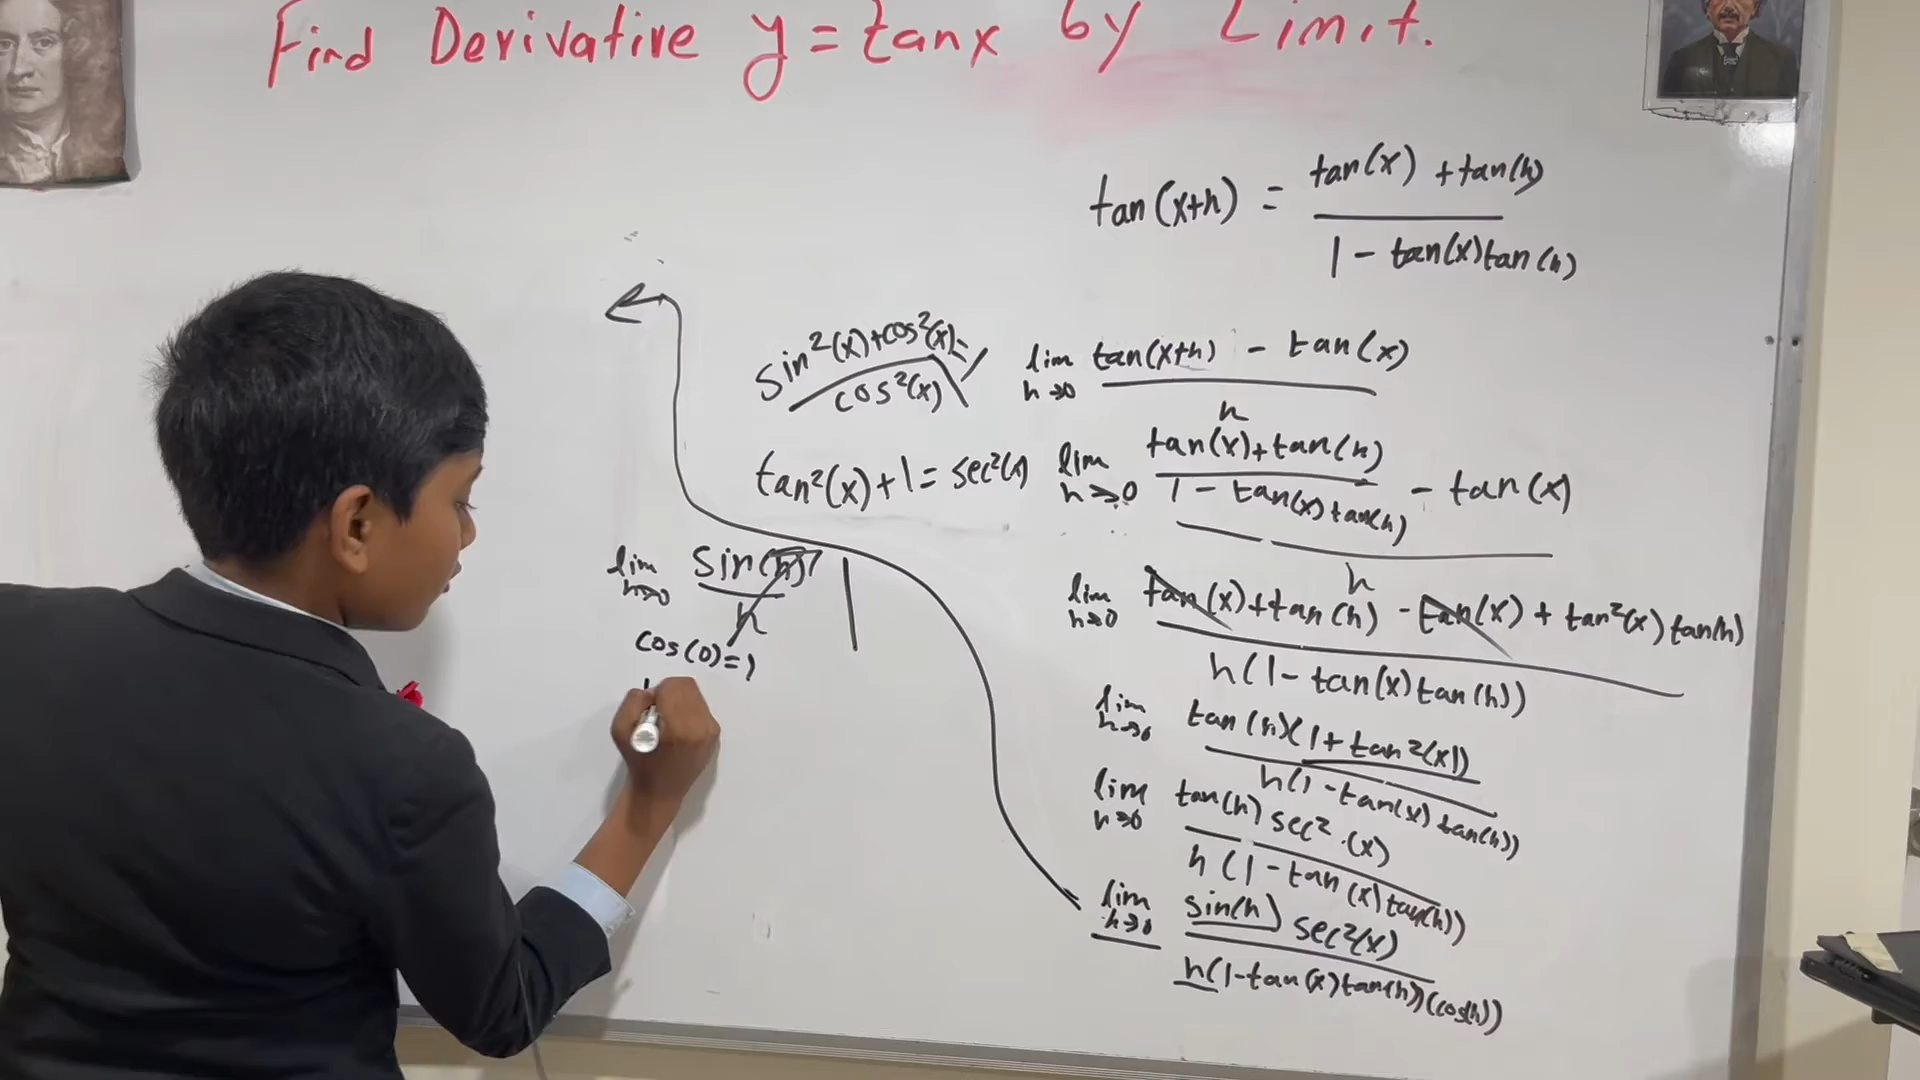 Find Derivative y = tanx by Limit.
tan(x+h) = tan(x) + tan(h)
1 - tan(x)tan(h)
sin²(x)+cos²(x)=1
cos²(x)
tan²(x)+1 = sec²(x)
lim h→0 tan(x+h) - tan(x)
h
lim h→0 tan(x)+tan(h)
1 - tan(x)tan(h) - tan(x)
h
lim h→0 tan(x)+tan(h) - tan(x) + tan²(x)tan(h)
h(1 - tan(x)tan(h))
lim h→0 tan(h)(1+tan²(x))
h(1 - tan(x)tan(h))
lim h→0 tan(h) sec²(x)
h(1 - tan(x)tan(h))
lim h→0 sin(h) sec²(x)
h(1-tan(x)tan(h))(cos(h))
lim h→0 sin(h)
h
cos(0)=1